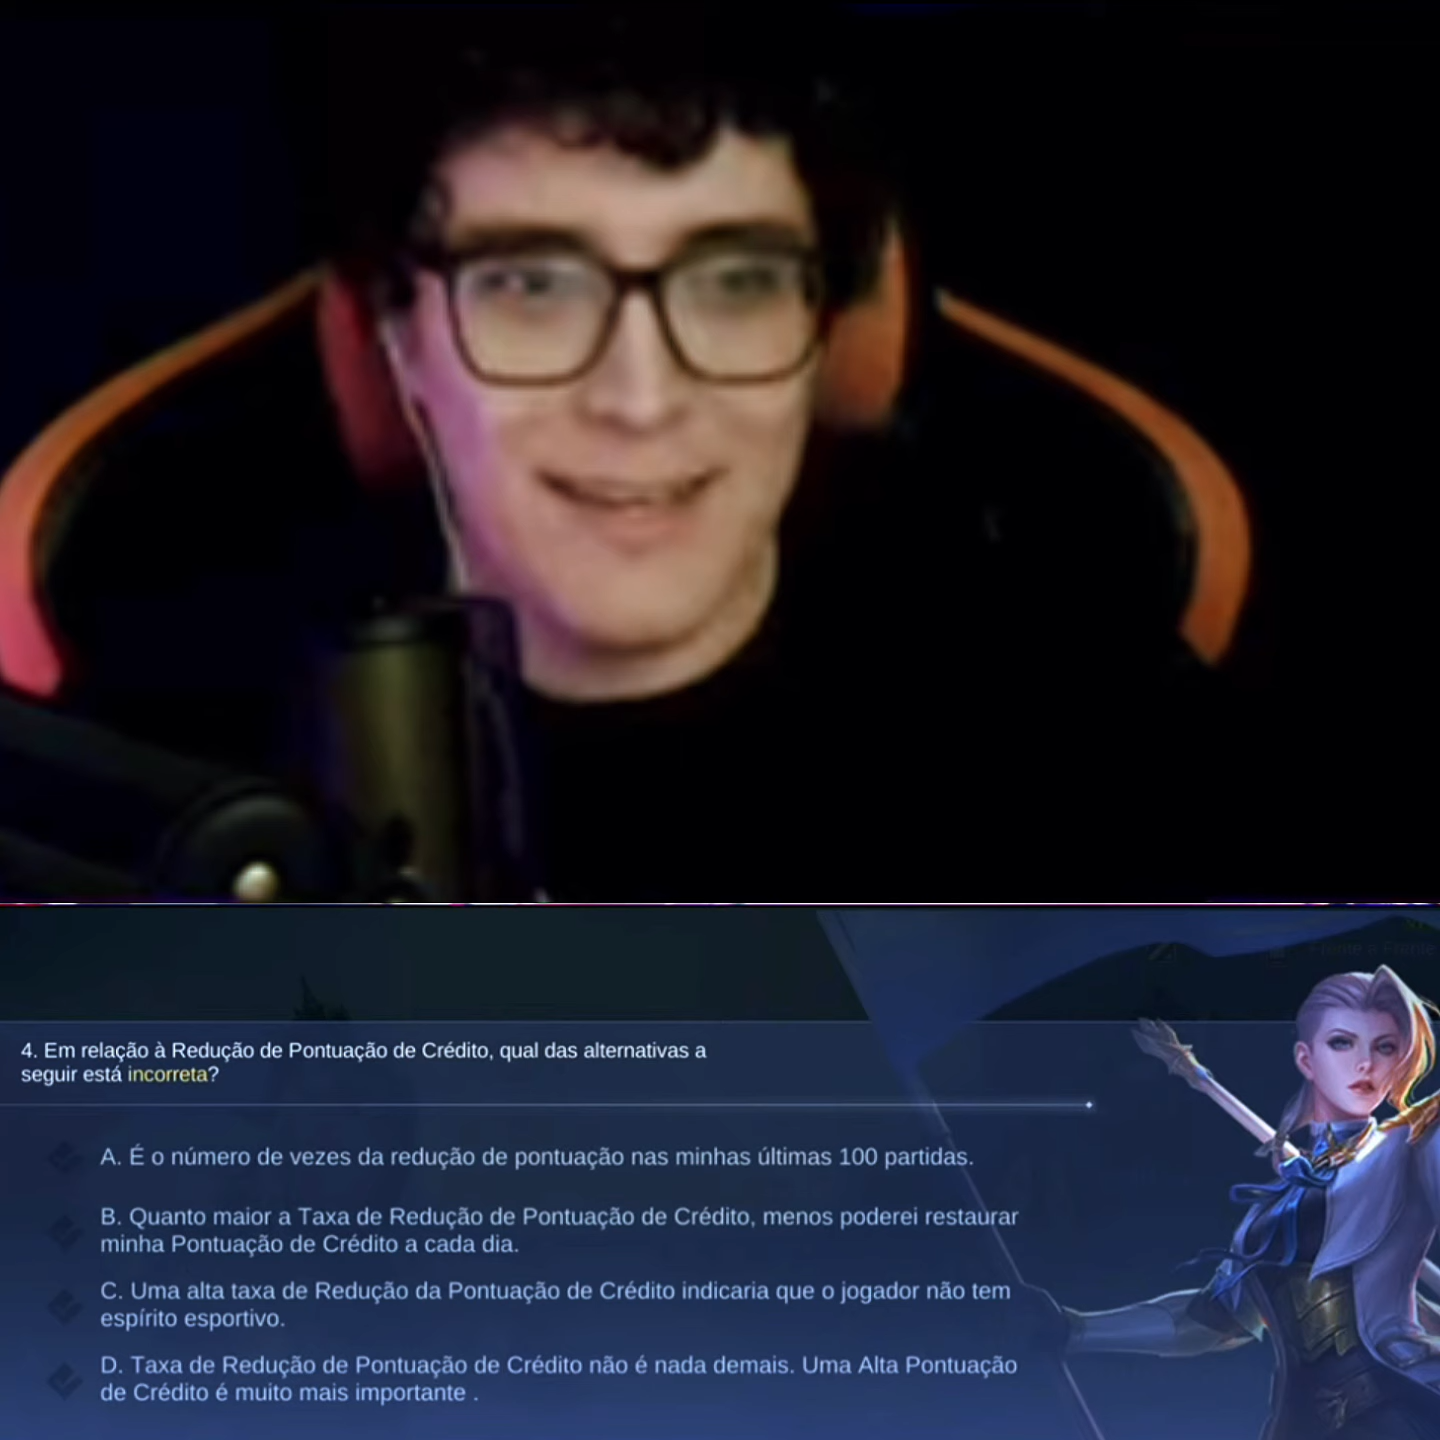 Frente a Frente
4. Em relação à Redução de Pontuação de Crédito, qual das alternativas a
seguir está incorreta?
A. É o número de vezes da redução de pontuação nas minhas últimas 100 partidas.
B. Quanto maior a Taxa de Redução de Pontuação de Crédito, menos poderei restaurar
minha Pontuação de Crédito a cada dia.
C. Uma alta taxa de Redução da Pontuação de Crédito indicaria que o jogador não tem
espírito esportivo.
D. Taxa de Redução de Pontuação de Crédito não é nada demais. Uma Alta Pontuação
de Crédito é muito mais importante .